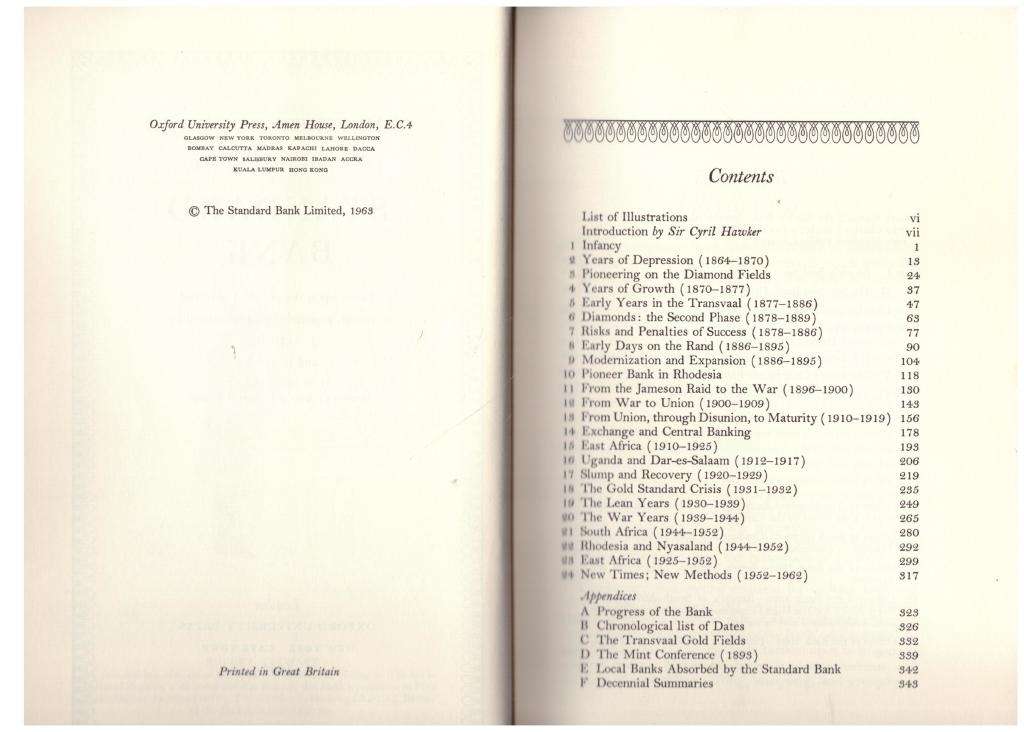 Oxford University Press, Amen House, London, E.C.4
GLASGOW NEW YORK TORONTO MELBOURNE WELLINGTON
BOMBAY CALCUTTA MADRAS KARACHI LAHORE DACCA
CAPE TOWN SALISBURY NAIROBI IBADAN ACCRA
KUALA LUMPUR HONG KONG
© The Standard Bank Limited, 1963
Printed in Great Britain
Contents
List of Illustrations vi
Introduction by Sir Cyril Hawker vii
1 Infancy 1
2 Years of Depression (1864–1870) 13
3 Pioneering on the Diamond Fields 24
4 Years of Growth (1870–1877) 37
5 Early Years in the Transvaal (1877–1886) 47
6 Diamonds: the Second Phase (1878–1889) 63
7 Risks and Penalties of Success (1878–1886) 77
8 Early Days on the Rand (1886–1895) 90
9 Modernization and Expansion (1886–1895) 104
10 Pioneer Bank in Rhodesia 118
11 From the Jameson Raid to the War (1896–1900) 130
12 From War to Union (1900–1909) 143
13 From Union, through Disunion, to Maturity (1910–1919) 156
14 Exchange and Central Banking 178
15 East Africa (1910–1925) 193
16 Uganda and Dar-es-Salaam (1912–1917) 206
17 Slump and Recovery (1920–1929) 219
18 The Gold Standard Crisis (1931–1932) 235
19 The Lean Years (1930–1939) 249
20 The War Years (1939–1944) 265
21 South Africa (1944–1952) 280
22 Rhodesia and Nyasaland (1944–1952) 292
23 East Africa (1925–1952) 299
24 New Times; New Methods (1952–1962) 317
Appendices
A Progress of the Bank 323
B Chronological list of Dates 326
C The Transvaal Gold Fields 332
D The Mint Conference (1893) 339
E Local Banks Absorbed by the Standard Bank 342
F Decennial Summaries 343